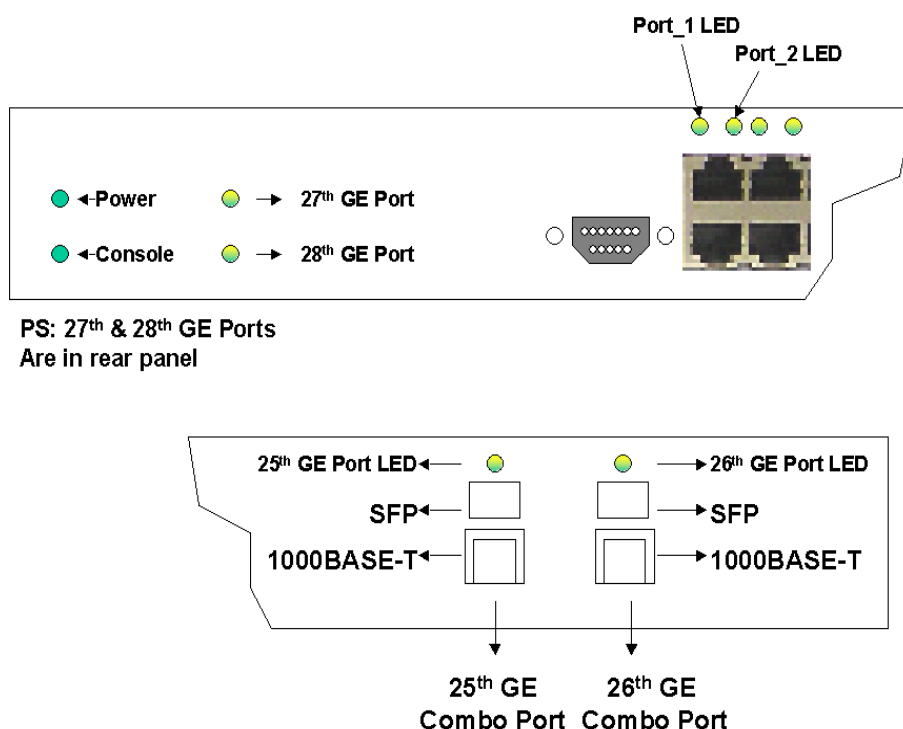 Port_1 LED
Port_2 LED
Power
27th GE Port
Console
28th GE Port
PS: 27th & 28th GE Ports
Are in rear panel
25th GE Port LED
26th GE Port LED
SFP
SFP
1000BASE-T
1000BASE-T
25th GE
Combo Port
26th GE
Combo Port